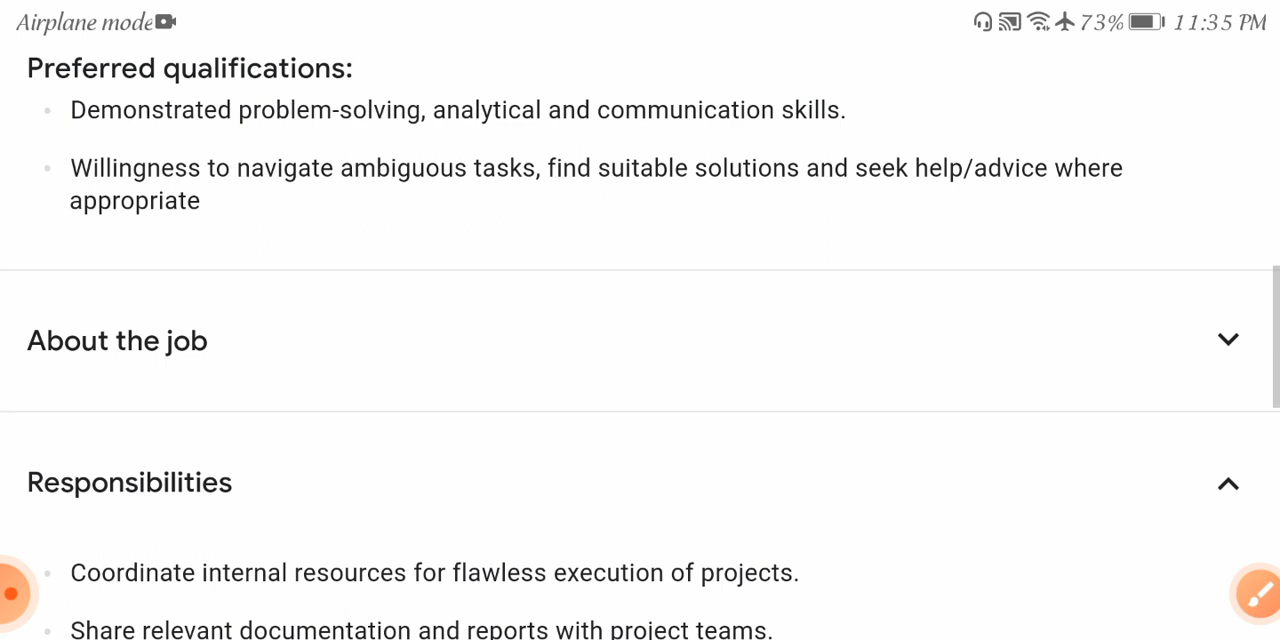 Airplane mode 73% 11:35 PM
Preferred qualifications:
Demonstrated problem-solving, analytical and communication skills.
Willingness to navigate ambiguous tasks, find suitable solutions and seek help/advice where
appropriate
About the job
Responsibilities
Coordinate internal resources for flawless execution of projects.
Share relevant documentation and reports with project teams.